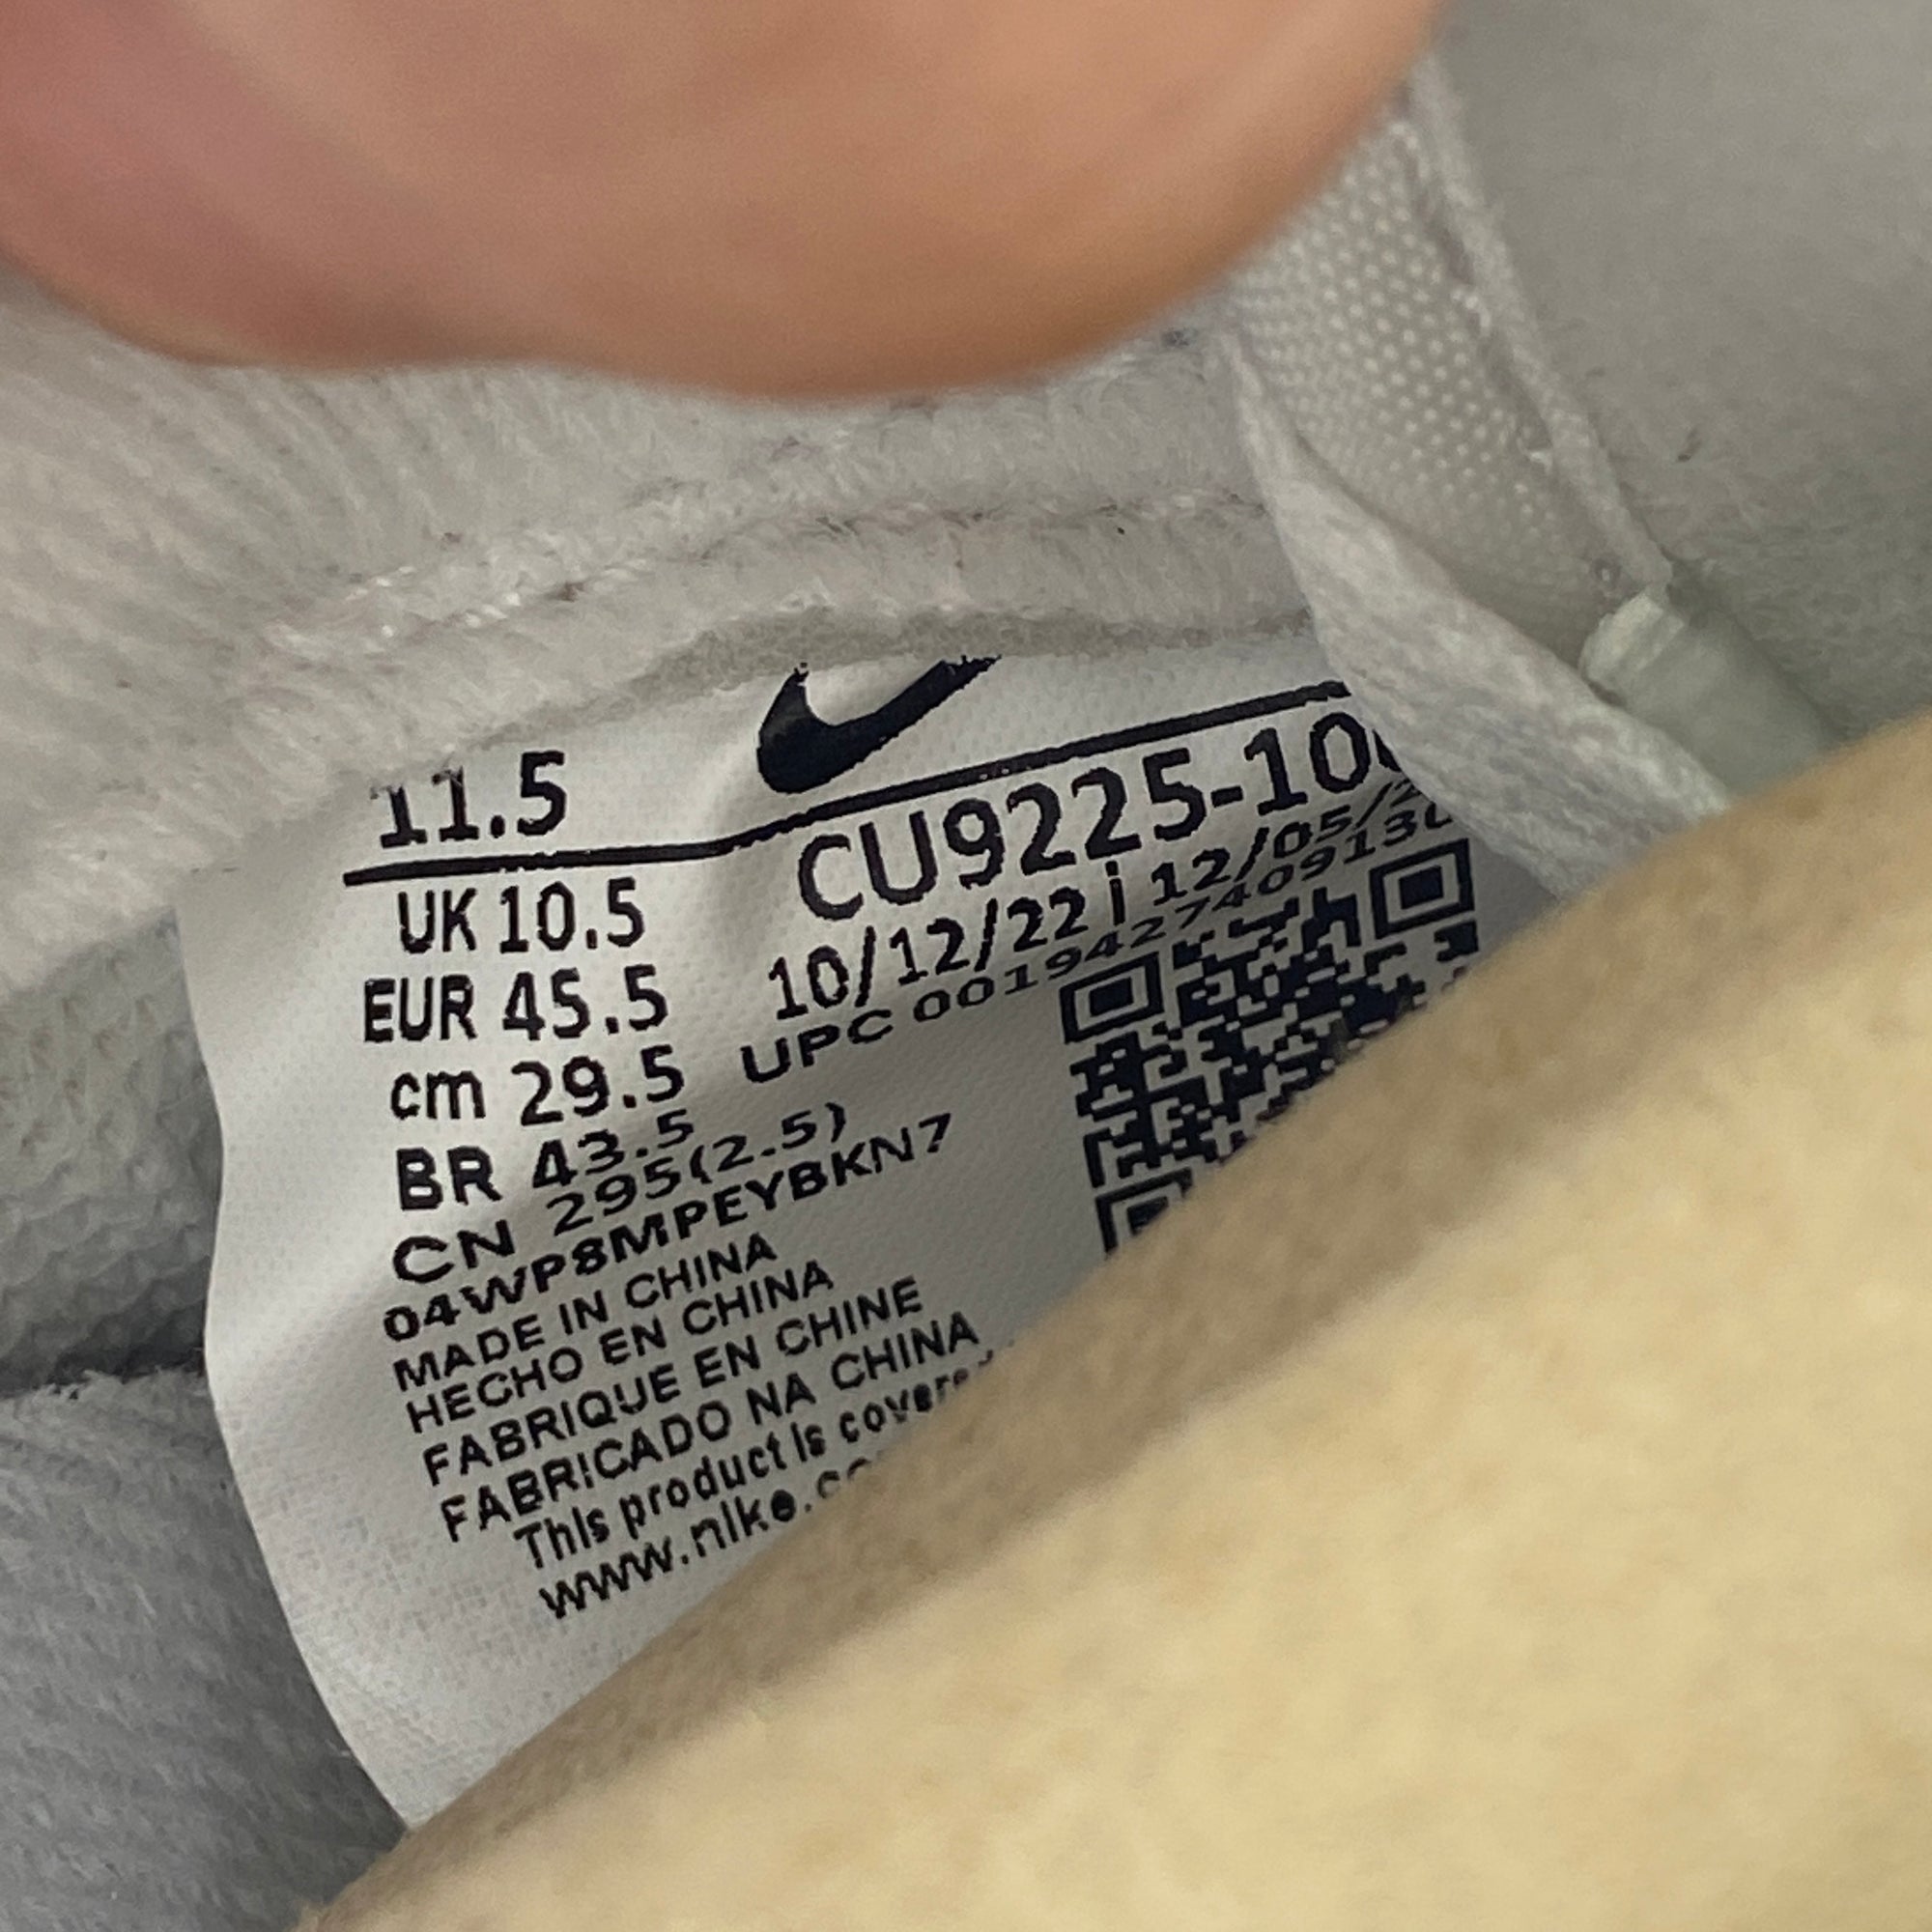 11.5
CU9225-10
UK 10.5
10/12/22 i 12/05/2
EUR 45.5
UPC 0019427409130
cm 29.5
BR 43.5
CN 295(2.5)
04WP8MPEYBKN7
MADE IN CHINA
HECHO EN CHINA
FABRIQUE EN CHINE
FABRICADO NA CHINA
This product is covere
www.nike.co